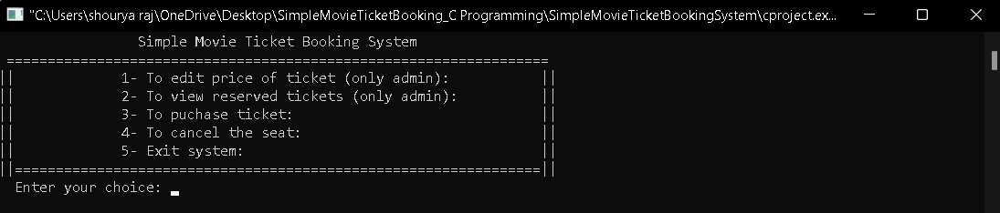 "C:\Users\shourya raj\OneDrive\Desktop\SimpleMovieTicketBooking_C Programming\SimpleMovieTicketBookingSystem\cproject.ex...
Simple Movie Ticket Booking System
==================================================================
|| 1- To edit price of ticket (only admin): ||
|| 2- To view reserved tickets (only admin): ||
|| 3- To puchase ticket: ||
|| 4- To cancel the seat: ||
|| 5- Exit system: ||
||================================================================||
Enter your choice: